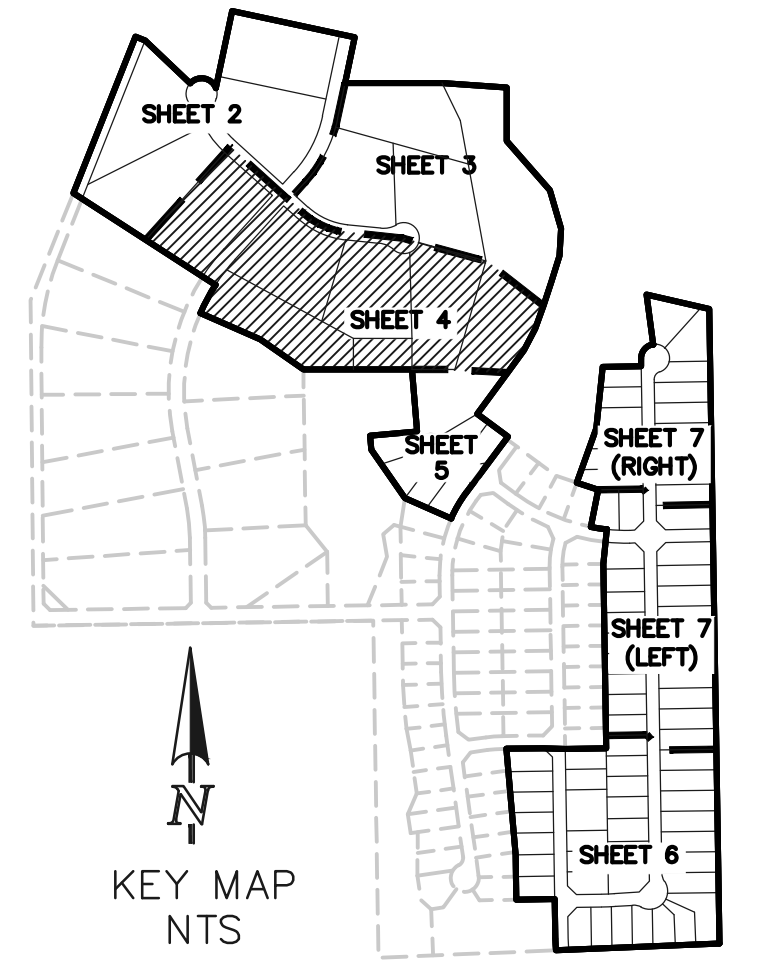 SHEET 2
SHEET 3
SHEET 4
SHEET
5
SHEET 7
(RIGHT)
SHEET 7
(LEFT)
SHEET 6
N
KEY MAP
NTS